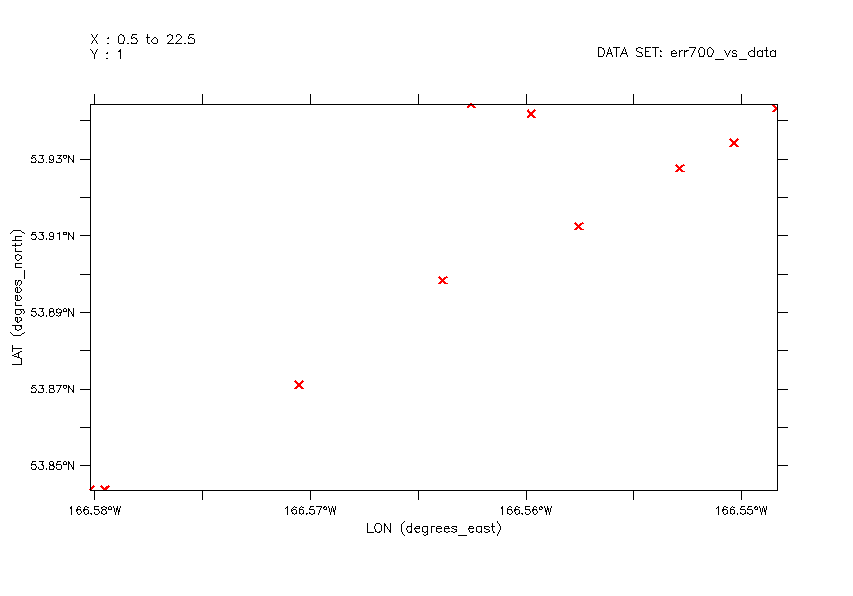 X : 0.5 to 22.5
Y : 1
DATA SET: err700_vs_data
53.93°N
53.91°N
53.89°N
53.87°N
53.85°N
LAT (degrees_north)
166.58°W
166.57°W
166.56°W
166.55°W
LON (degrees_east)